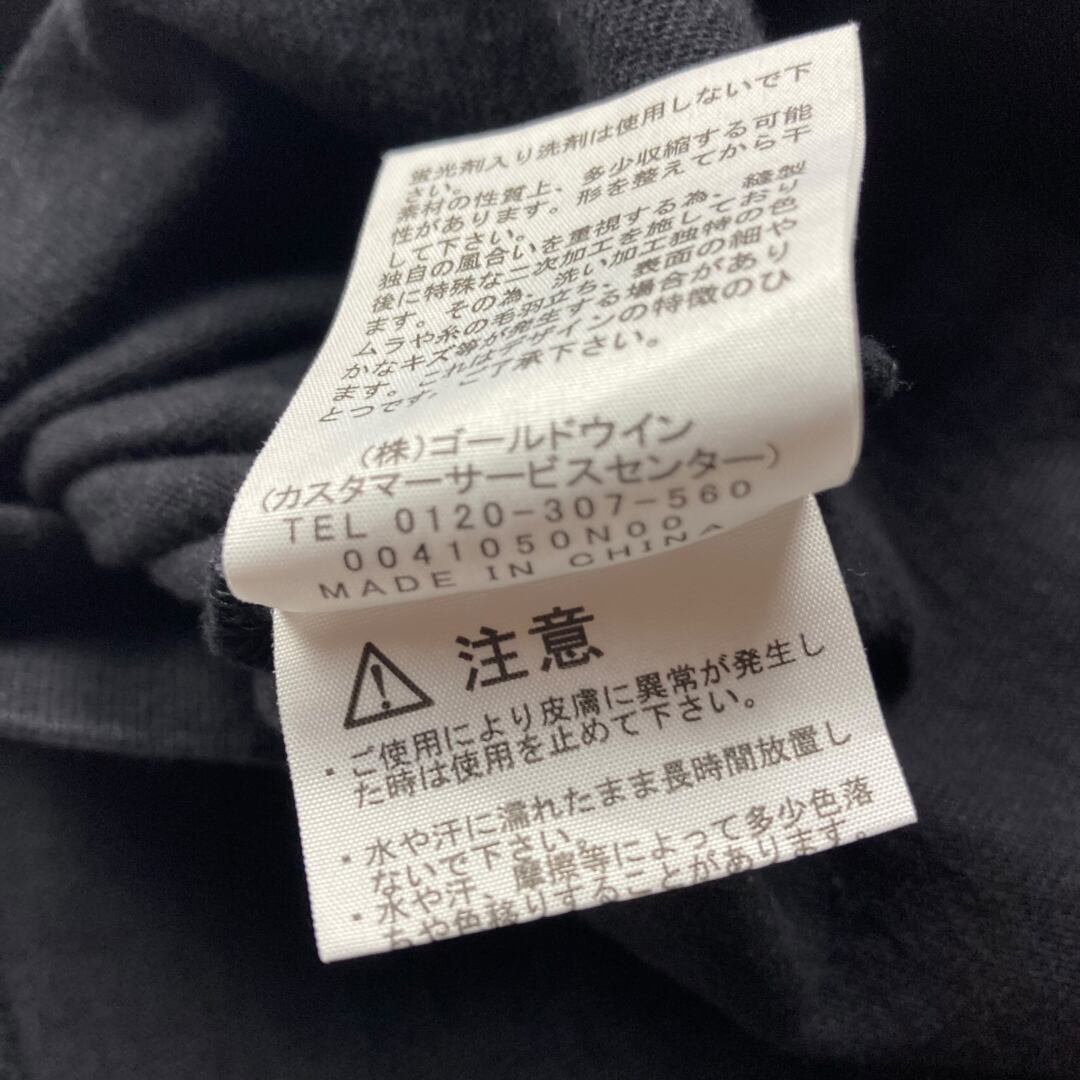 蛍光剤入り洗剤は使用しないで下
さい。
素材の性質上、多少収縮する可能
性があります。形を整えてから干
して下さい。
独自の風合いを重視する為、縫製
後に特殊な二次加工を施しており
ます。その為、洗い加工独特の色
ムラや糸の毛羽立ち、表面の細や
かなキズ等が発生する場合があり
ます。これはデザインの特徴のひ
とつです。ご了承下さい。
(株)ゴールドウイン
(カスタマーサービスセンター)
TEL 0120-307-560
0041050N00
MADE IN CHINA
注意
・ご使用により皮膚に異常が発生し
た時は使用を止めて下さい。
・水や汗に濡れたまま長時間放置し
ないで下さい。
・水や汗、摩擦等によって多少色落
ちや色移りすることがあります。